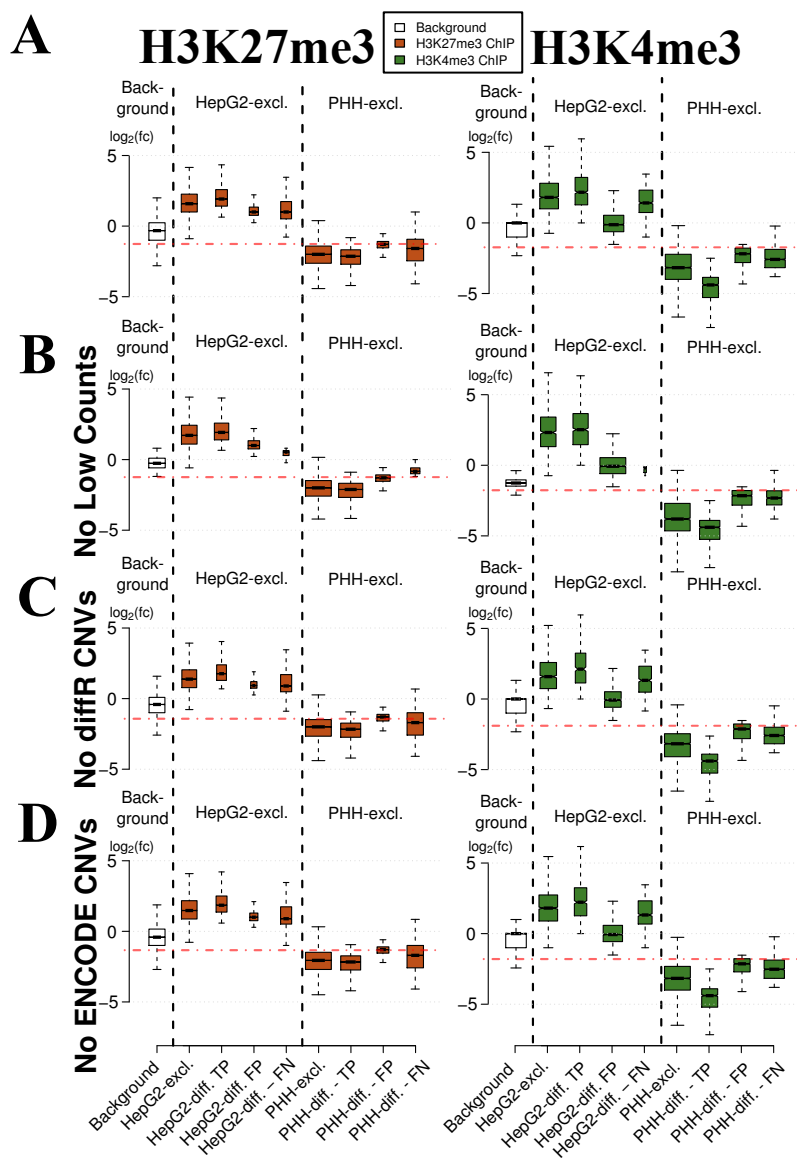 A
H3K27me3
Background
H3K27me3 ChIP
H3K4me3 ChIP
H3K4me3
Back-
ground
HepG2-excl.
PHH-excl.
log2(fc)
5
0
−5
Back-
ground
HepG2-excl.
PHH-excl.
log2(fc)
5
0
−5
B
No Low Counts
Back-
ground
HepG2-excl.
PHH-excl.
log2(fc)
5
0
−5
Back-
ground
HepG2-excl.
PHH-excl.
log2(fc)
5
0
−5
C
No diffR CNVs
Back-
ground
HepG2-excl.
PHH-excl.
log2(fc)
5
0
−5
Back-
ground
HepG2-excl.
PHH-excl.
log2(fc)
5
0
−5
D
No ENCODE CNVs
Back-
ground
HepG2-excl.
PHH-excl.
log2(fc)
5
0
−5
Back-
ground
HepG2-excl.
PHH-excl.
log2(fc)
5
0
−5
Background
HepG2-excl.
HepG2-diff. TP
HepG2-diff. FP
HepG2-diff. − FN
PHH-excl.
PHH-diff. - TP
PHH-diff. - FP
PHH-diff. - FN
Background
HepG2-excl.
HepG2-diff. TP
HepG2-diff. FP
HepG2-diff. − FN
PHH-excl.
PHH-diff. - TP
PHH-diff. - FP
PHH-diff. - FN